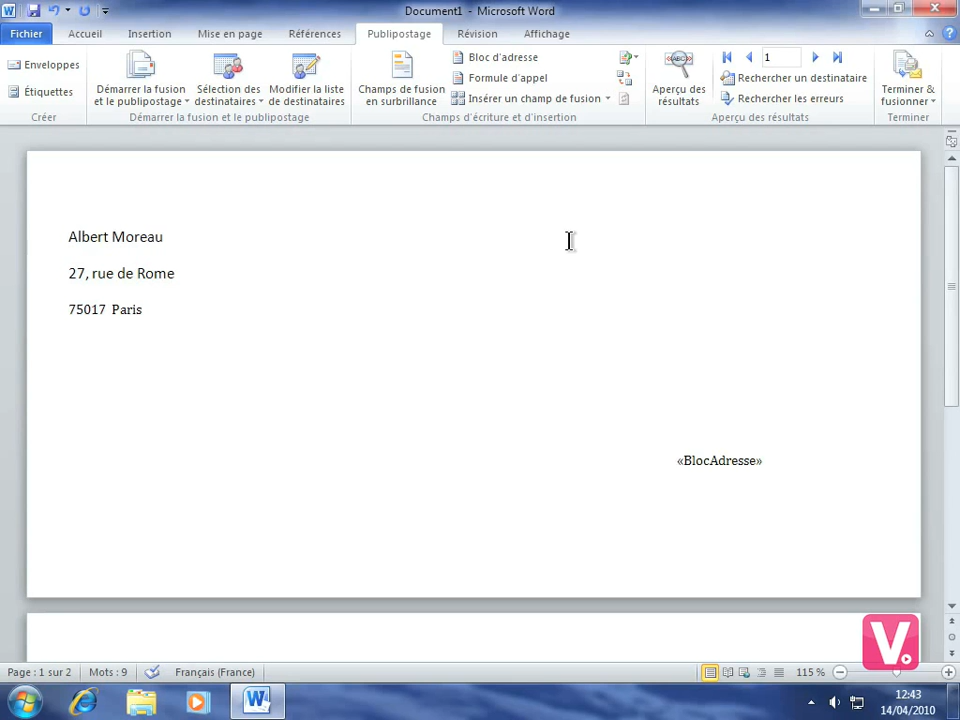 Document1 - Microsoft Word
Fichier Accueil Insertion Mise en page Références Publipostage Révision Affichage
Enveloppes
Étiquettes
Créer
Démarrer la fusion et le publipostage
Sélection des destinataires
Modifier la liste de destinataires
Démarrer la fusion et le publipostage
Champs de fusion en surbrillance
Bloc d'adresse
Formule d'appel
Insérer un champ de fusion
Champs d'écriture et d'insertion
Aperçu des résultats
1
Rechercher un destinataire
Rechercher les erreurs
Aperçu des résultats
Terminer & fusionner
Terminer
Albert Moreau
27, rue de Rome
75017 Paris
«BlocAdresse»
Page : 1 sur 2 Mots : 9 Français (France) 115 %
12:43
14/04/2010